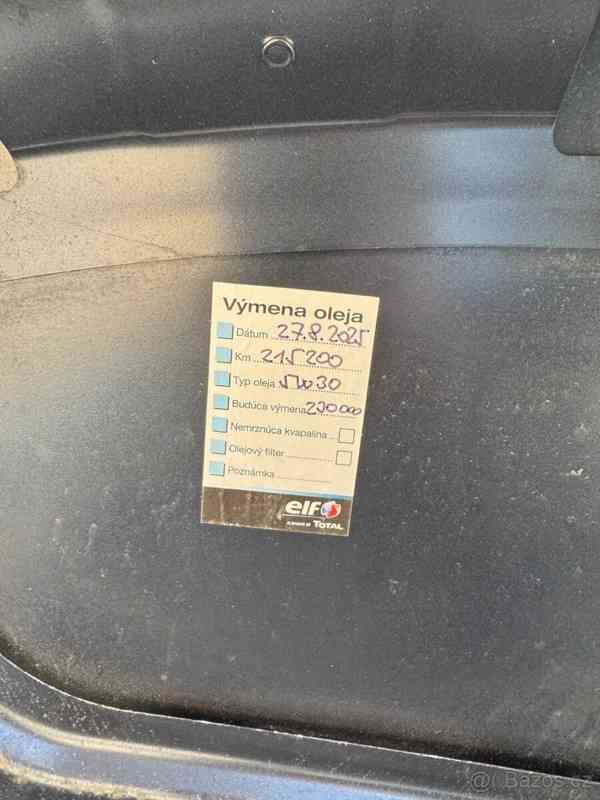 Výmena oleja
Dátum 27.8.2025
Km 215200
Typ oleja 5W30
Budúca výmena 230000
Nemrznúca kvapalina
Olejový filter
Poznámka
elf
TOTAL
Bazos.cz